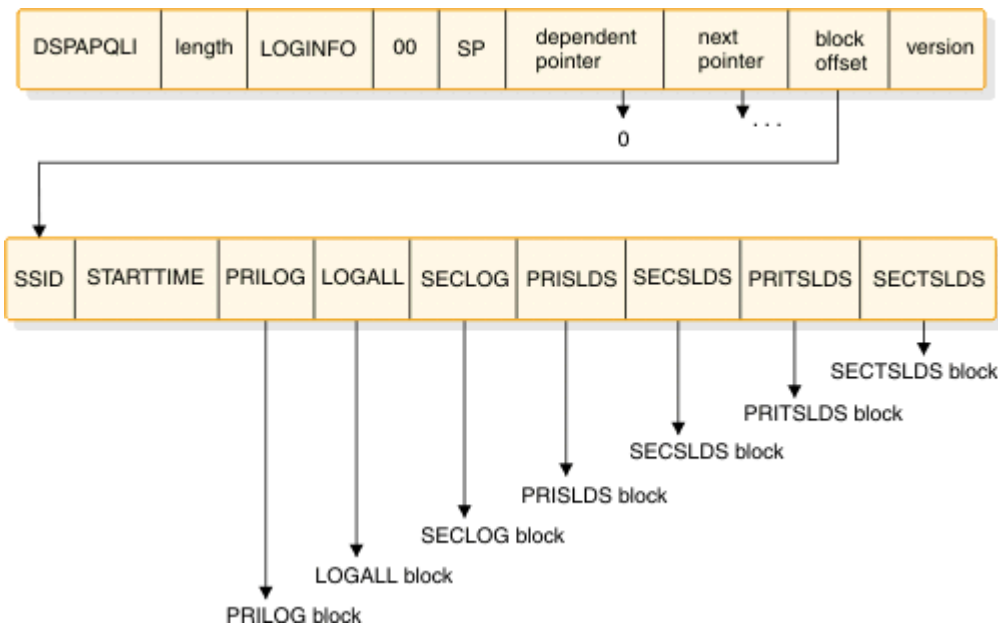 DSPAPQLI length LOGINFO 00 SP dependent pointer next pointer block offset version
0 . . .
SSID STARTTIME PRILOG LOGALL SECLOG PRISLDS SECSLDS PRITSLDS SECTSLDS
SECTSLDS block
PRITSLDS block
SECSLDS block
PRISLDS block
SECLOG block
LOGALL block
PRILOG block